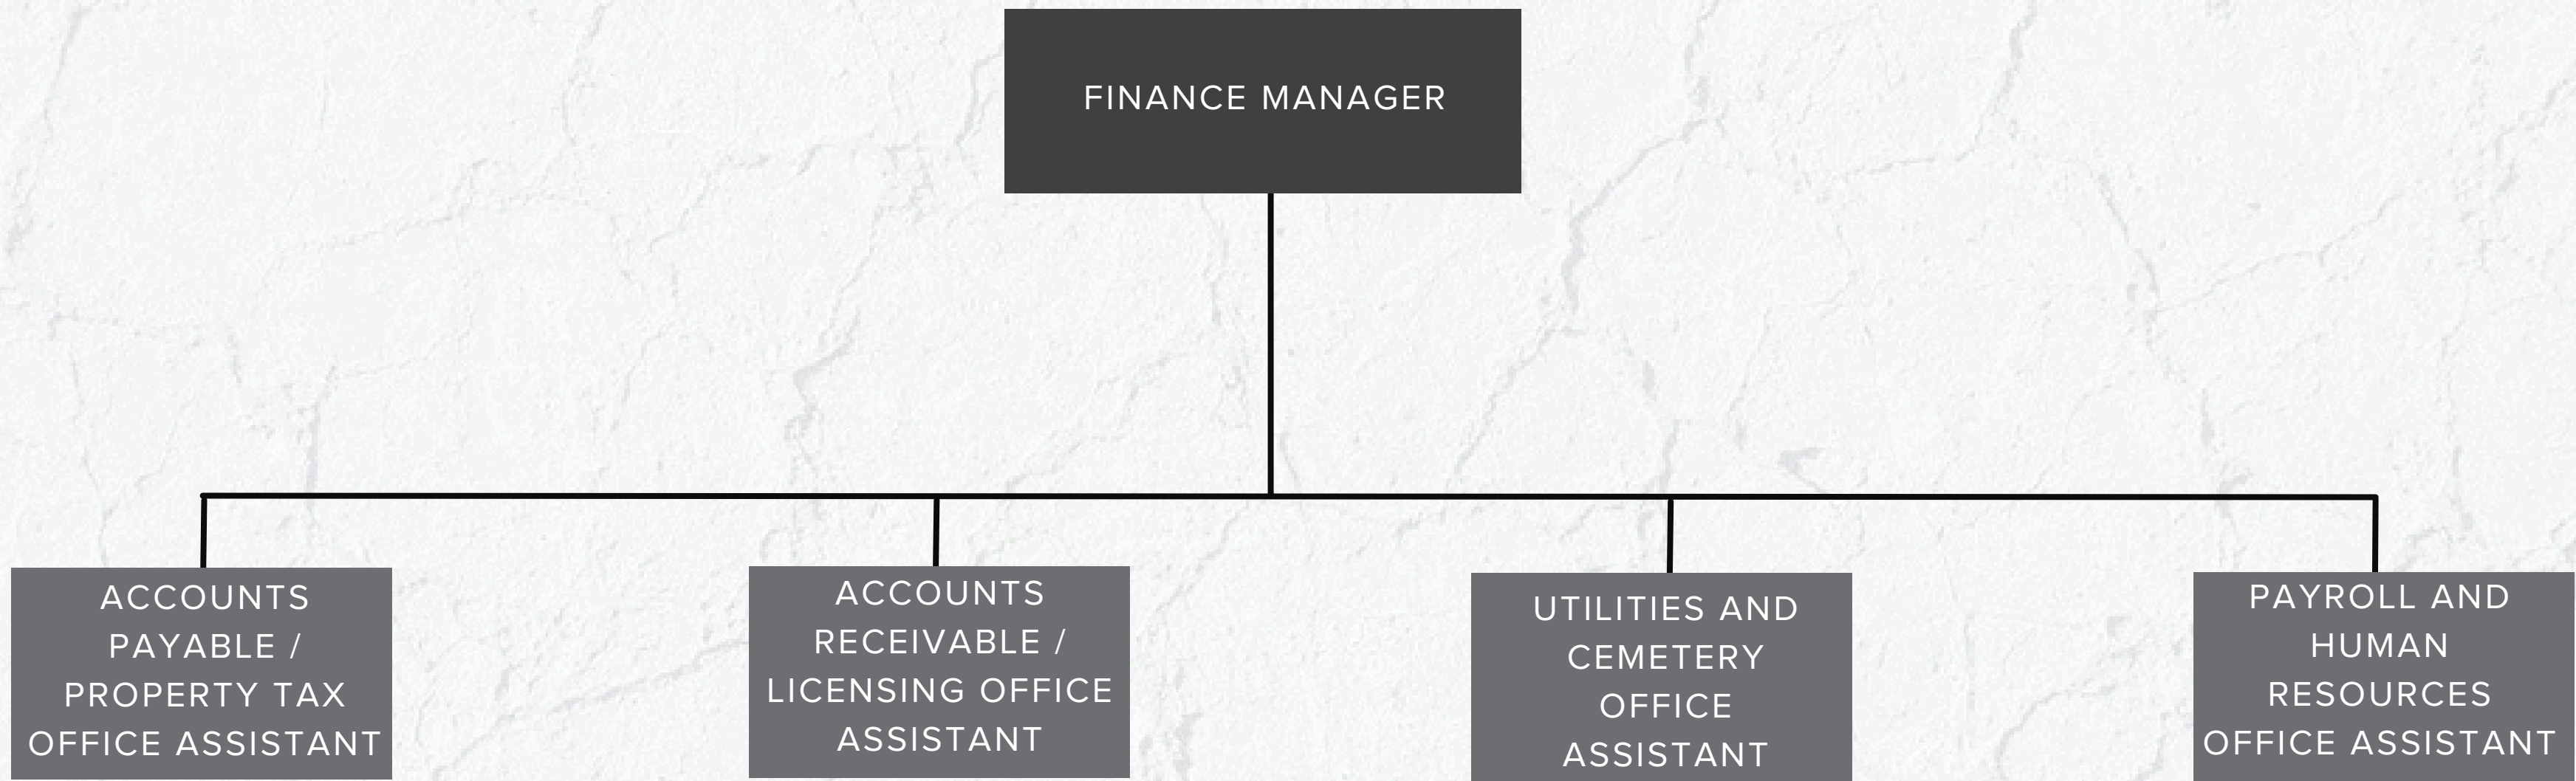 FINANCE MANAGER
ACCOUNTS
PAYABLE /
PROPERTY TAX
OFFICE ASSISTANT
ACCOUNTS
RECEIVABLE /
LICENSING OFFICE
ASSISTANT
UTILITIES AND
CEMETERY
OFFICE
ASSISTANT
PAYROLL AND
HUMAN
RESOURCES
OFFICE ASSISTANT